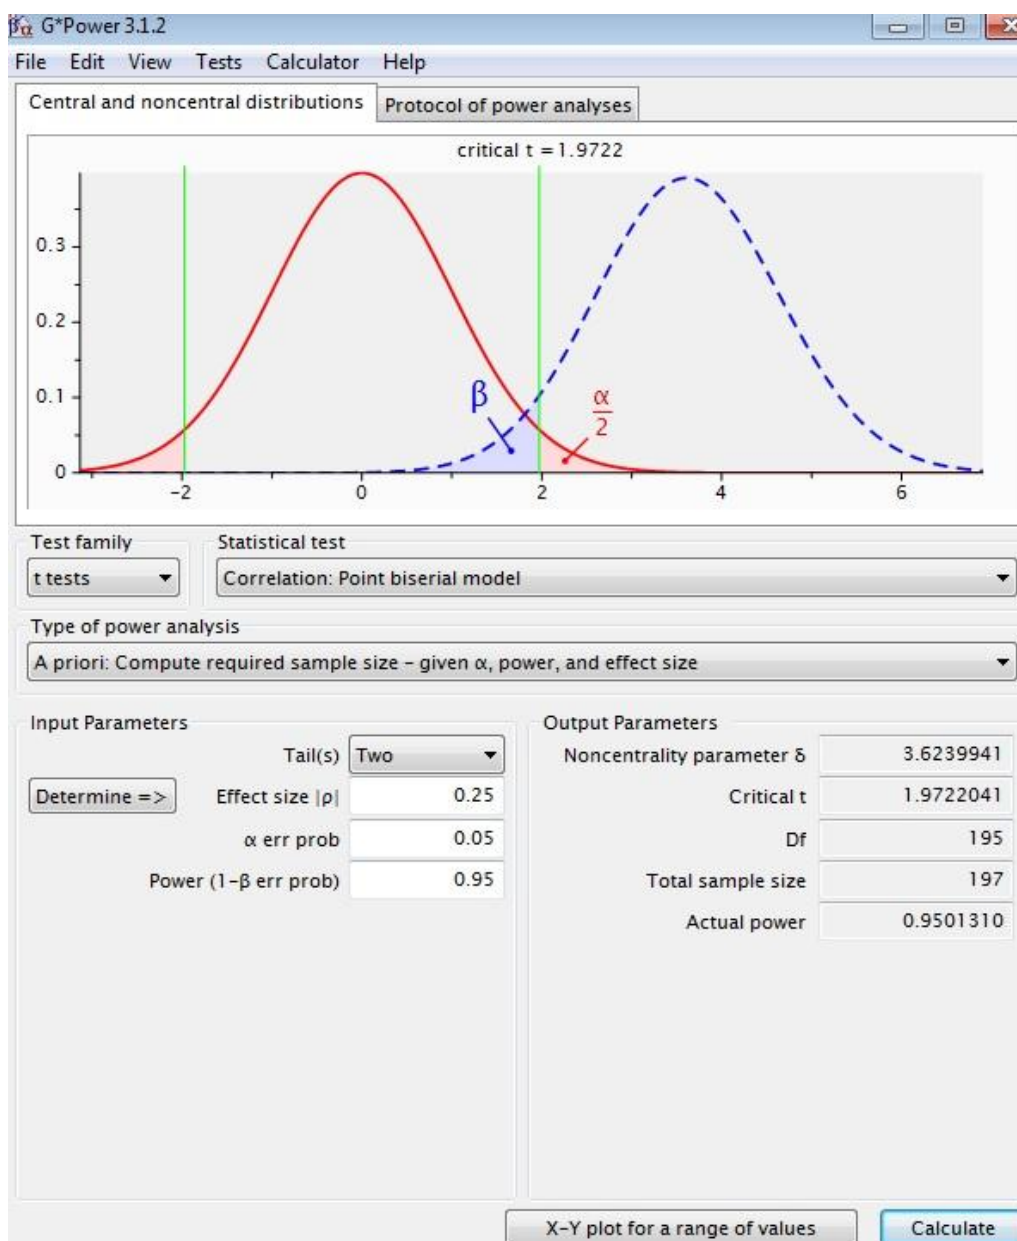 βα G*Power 3.1.2
File Edit View Tests Calculator Help
Central and noncentral distributions Protocol of power analyses
critical t = 1.9722
0.3
0.2
0.1
0
β
α
2
-2 0 2 4 6
Test family Statistical test
t tests Correlation: Point biserial model
Type of power analysis
A priori: Compute required sample size – given α, power, and effect size
Input Parameters Output Parameters
Tail(s) Two Noncentrality parameter δ 3.6239941
Determine => Effect size |ρ| 0.25 Critical t 1.9722041
α err prob 0.05 Df 195
Power (1-β err prob) 0.95 Total sample size 197
Actual power 0.9501310
X-Y plot for a range of values Calculate